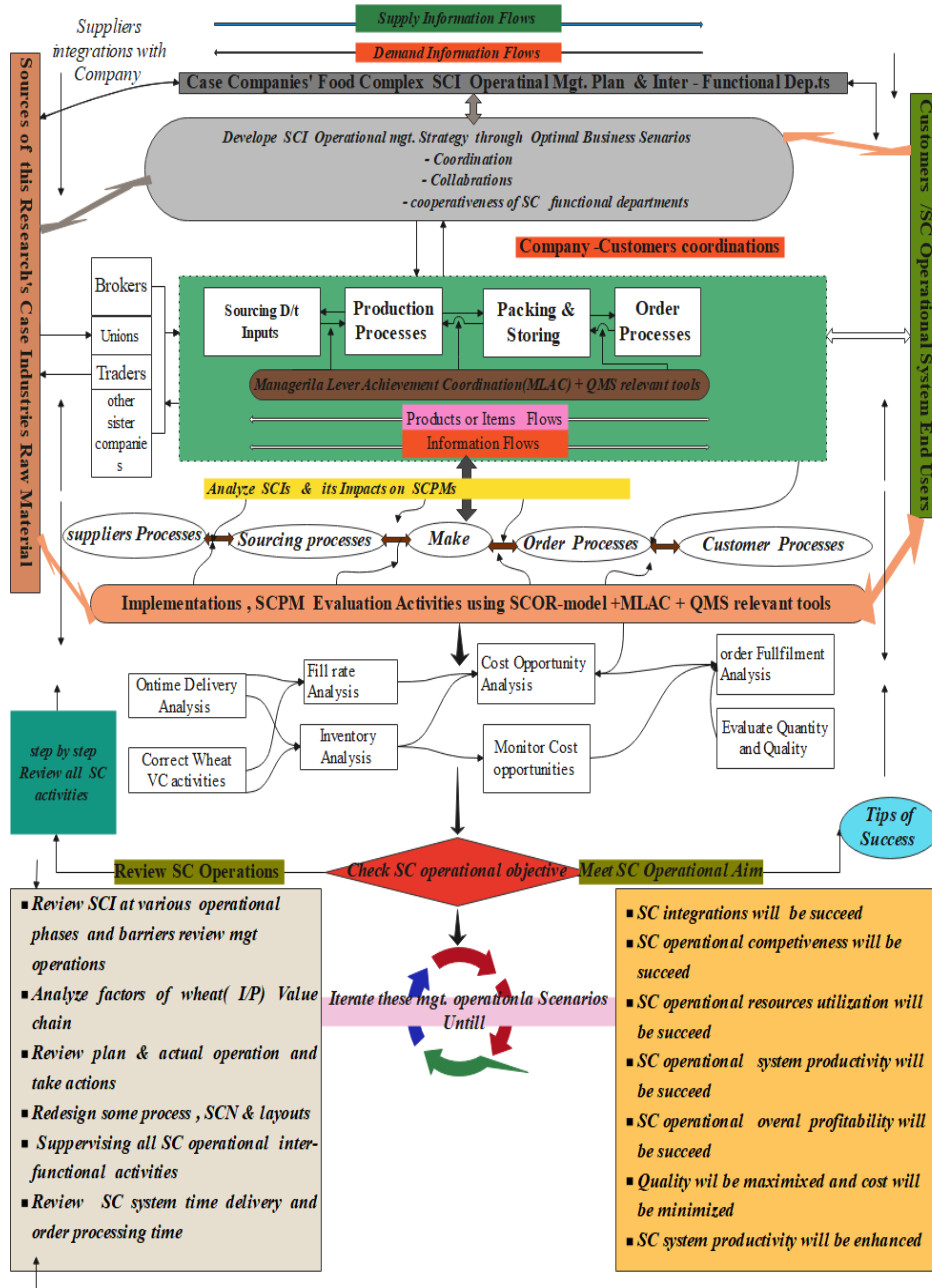 Suppliers
integrations with
Company
Supply Information Flows
Demand Information Flows
Case Companies' Food Complex SCI Operatinal Mgt. Plan & Inter - Functional Dep.ts
Sources of this Research's Case Industries Raw Material
Customers /SC Operational System End Users
Develope SCI Operational mgt. Strategy through Optimal Business Senarios
- Coordination
- Collabrations
- cooperativeness of SC functional departments
Company -Customers coordinations
Brokers
Unions
Traders
other
sister
companie
s
Sourcing D/t
Inputs
Production
Processes
Packing &
Storing
Order
Processes
Managerila Lever Achievement Coordination(MLAC) + QMS relevant tools
Products or Items Flows
Information Flows
Analyze SCIs & its Impacts on SCPMs
suppliers Processes
Sourcing processes
Make
Order Processes
Customer Processes
Implementations , SCPM Evaluation Activities using SCOR-model +MLAC + QMS relevant tools
Ontime Delivery
Analysis
Correct Wheat
VC activities
Fill rate
Analysis
Inventory
Analysis
Cost Opportunity
Analysis
Monitor Cost
opportunities
order Fullfilment
Analysis
Evaluate Quantity
and Quality
step by step
Review all SC
activities
Tips of
Success
Review SC Operations
Check SC operational objective
Meet SC Operational Aim
▪ Review SCI at various operational
phases and barriers review mgt
operations
▪ Analyze factors of wheat( I/P) Value
chain
▪ Review plan & actual operation and
take actions
▪ Redesign some process , SCN & layouts
▪ Suppervising all SC operational inter-
functional activities
▪ Review SC system time delivery and
order processing time
Iterate these mgt. operationla Scenarios
Untill
▪ SC integrations will be succeed
▪ SC operational competiveness will be
succeed
▪ SC operational resources utilization will
be succeed
▪ SC operational system productivity will
be succeed
▪ SC operational overal profitability will
be succeed
▪ Quality wil be maximixed and cost will
be minimized
▪ SC system productivity will be enhanced